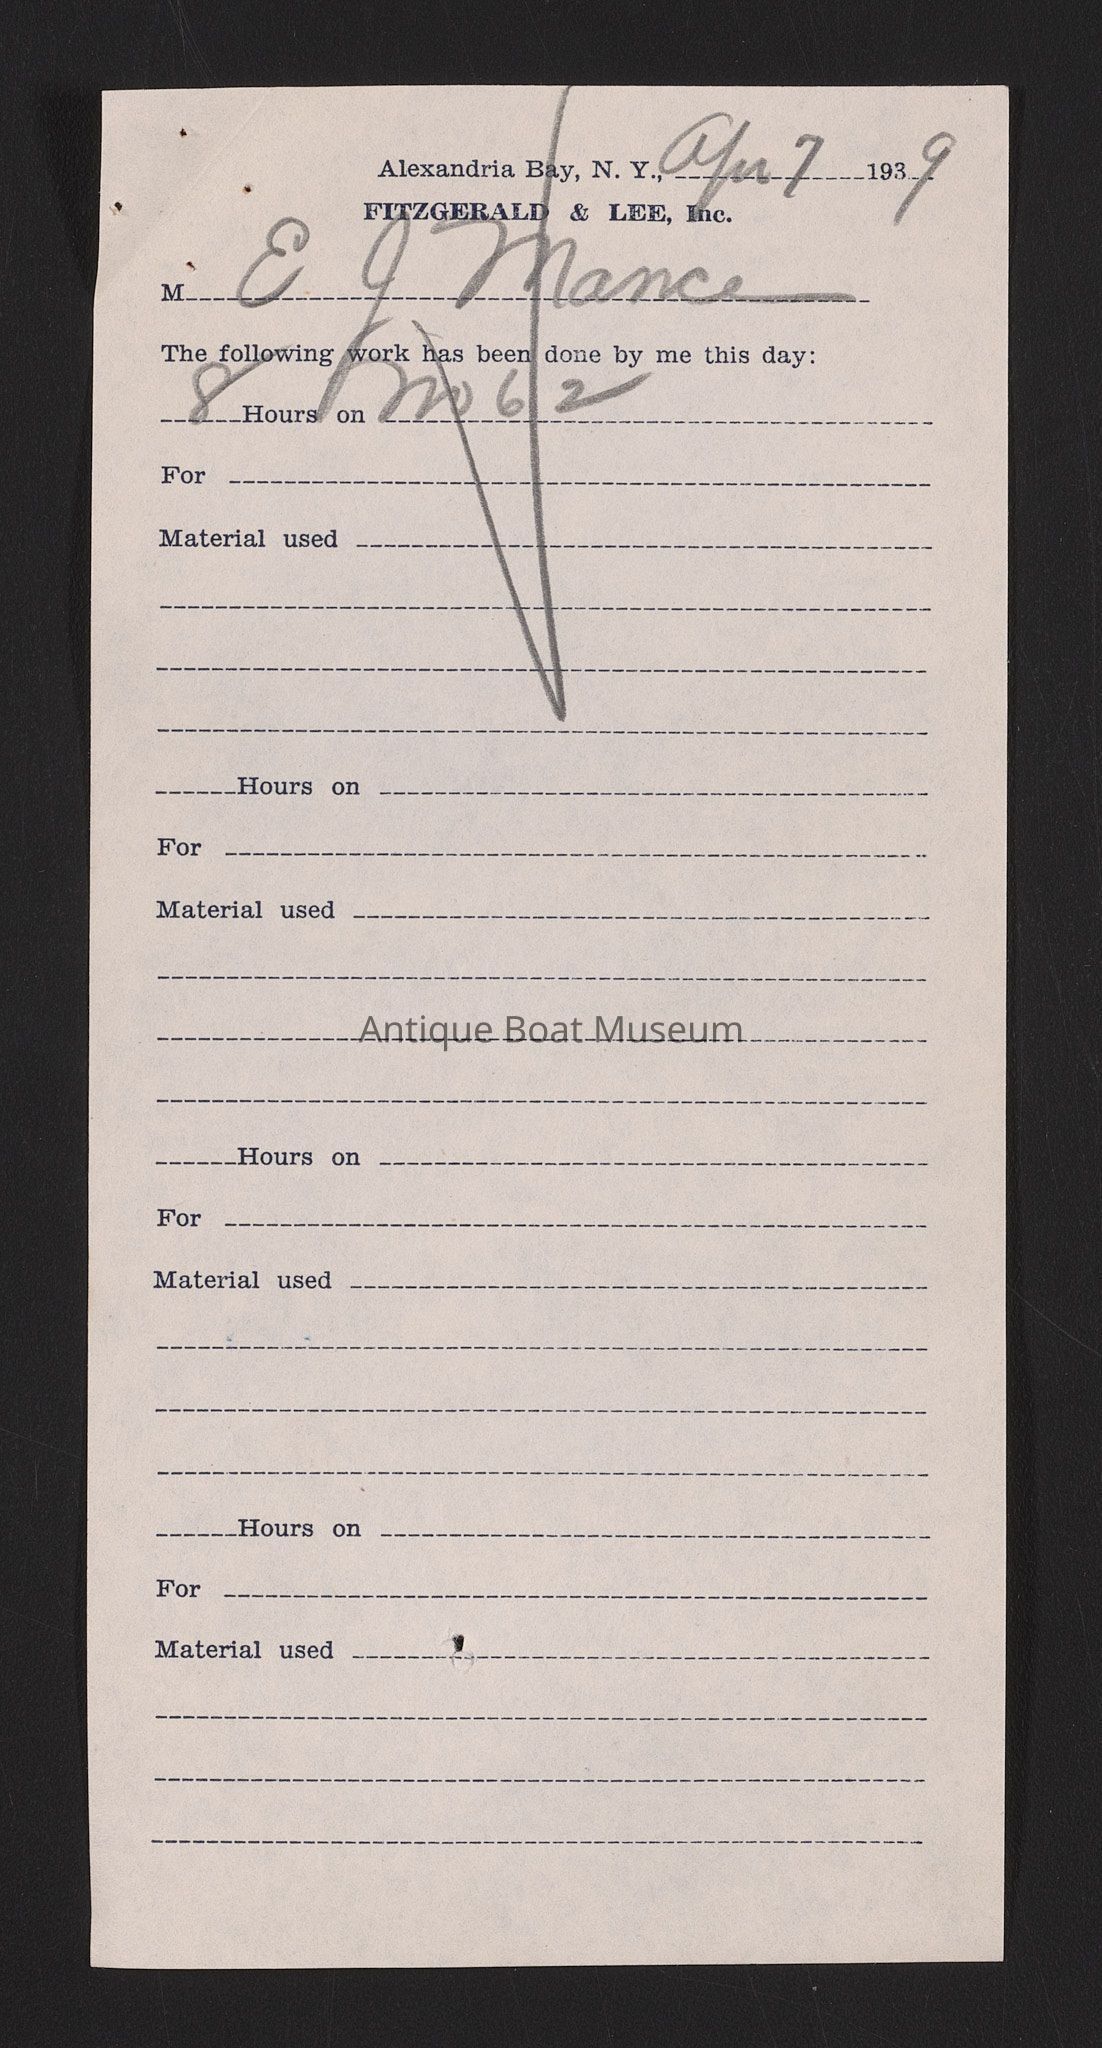 Alexandria Bay, N. Y., Apr 7 1939
FITZGERALD & LEE, Inc.
M E J Mance
The following work has been done by me this day:
8 Hours on No 62
For
Material used
Hours on
For
Material used
Antique Boat Museum
Hours on
For
Material used
Hours on
For
Material used